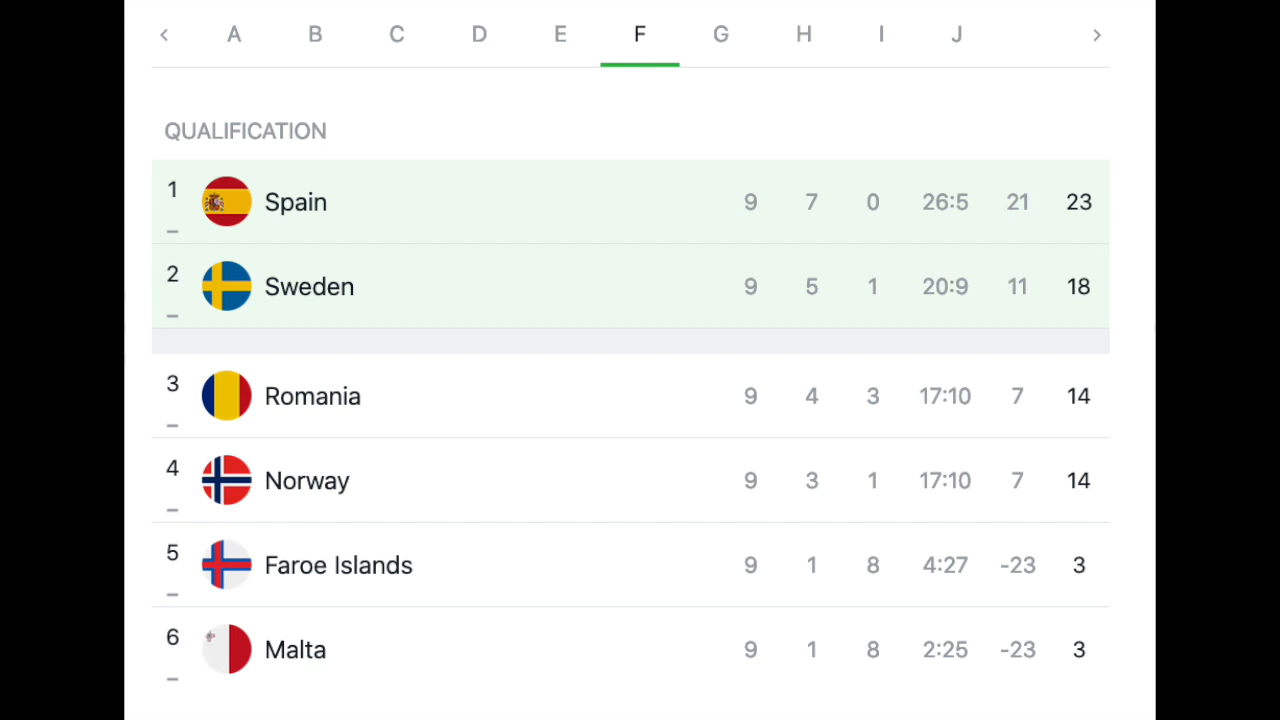 < A B C D E F G H I J >
QUALIFICATION
1 Spain 9 7 0 26:5 21 23
–
2 Sweden 9 5 1 20:9 11 18
–
3 Romania 9 4 3 17:10 7 14
–
4 Norway 9 3 1 17:10 7 14
–
5 Faroe Islands 9 1 8 4:27 -23 3
–
6 Malta 9 1 8 2:25 -23 3
–